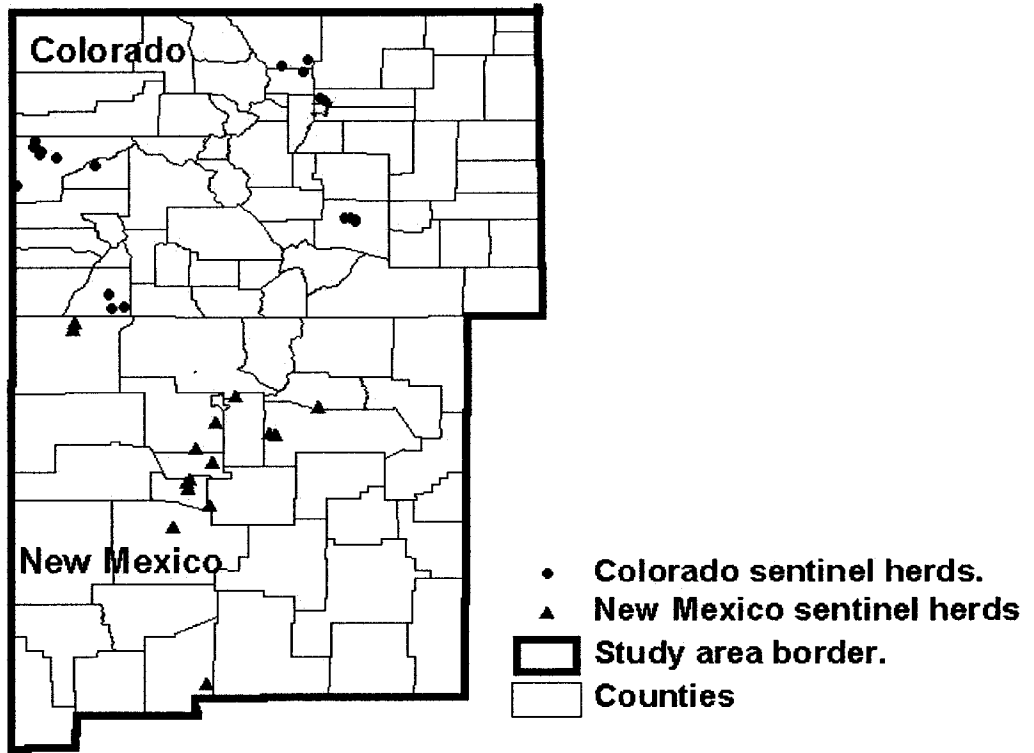 Colorado
New Mexico
Colorado sentinel herds.
New Mexico sentinel herds
Study area border.
Counties